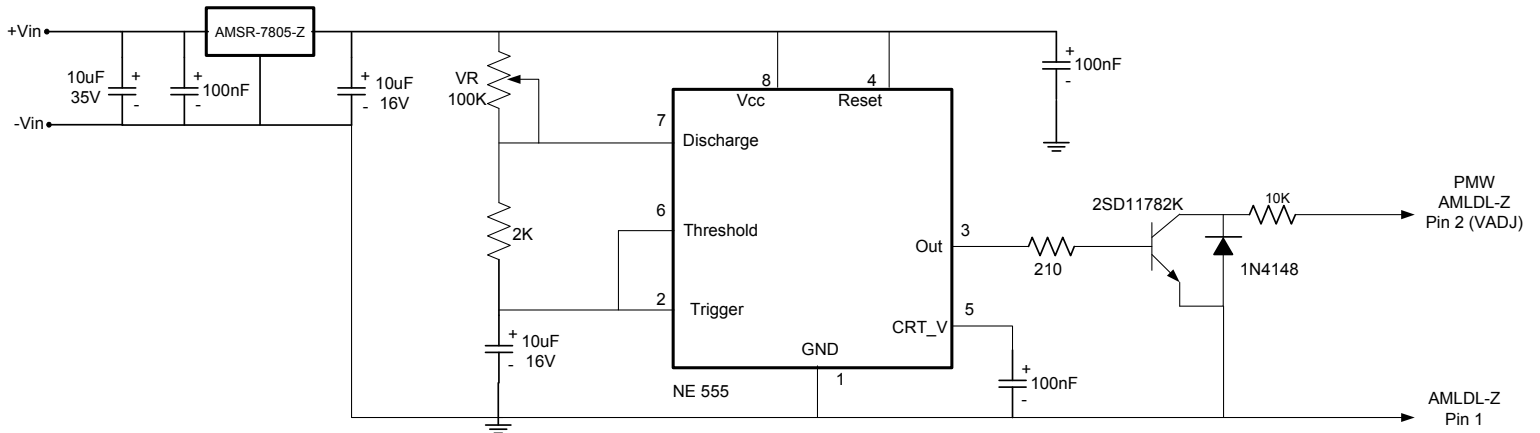 +Vin
AMSR-7805-Z
10uF
35V
+
-
+
100nF
-
+
10uF
-
16V
-Vin
VR
100K
8
4
Vcc
Reset
+
100nF
-
7
Discharge
6
Threshold
2K
2
Trigger
+
10uF
-
16V
Out
3
210
CRT_V
5
GND
1
NE 555
+
100nF
-
2SD11782K
10K
1N4148
PMW
AMLDL-Z
Pin 2 (VADJ)
AMLDL-Z
Pin 1